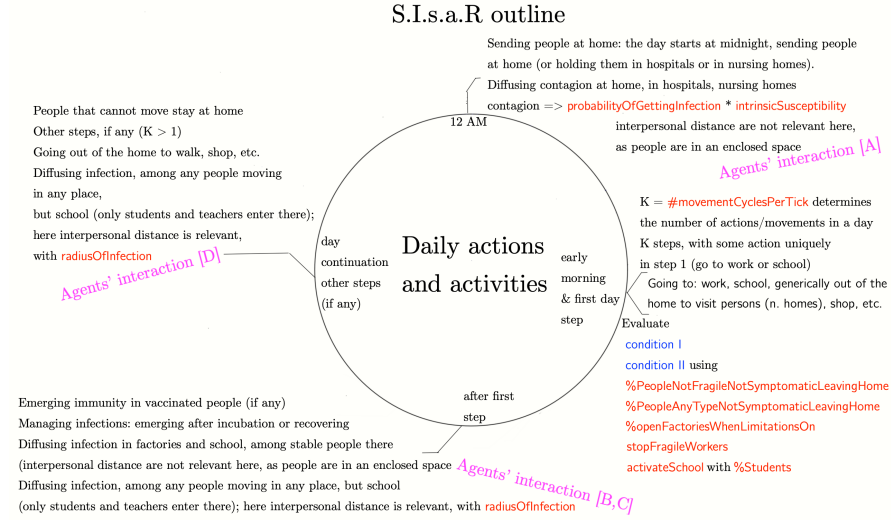 S.I.s.a.R outline
Sending people at home: the day starts at midnight, sending people
at home (or holding them in hospitals or in nursing homes).
Diffusing contagion at home, in hospitals, nursing homes
contagion => probabilityOfGettingInfection * intrinsicSusceptibility
interpersonal distance are not relevant here,
as people are in an enclosed space
Agents' interaction [A]
12 AM
People that cannot move stay at home
Other steps, if any (K > 1)
Going out of the home to walk, shop, etc.
Diffusing infection, among any people moving
in any place,
but school (only students and teachers enter there);
here interpersonal distance is relevant,
with radiusOfInfection
Agents' interaction [D]
K = #movementCyclesPerTick determines
the number of actions/movements in a day
K steps, with some action uniquely
in step 1 (go to work or school)
Going to: work, school, generically out of the
home to visit persons (n. homes), shop, etc.
day
continuation
other steps
(if any)
Daily actions
and activities
early
morning
& first day
step
Evaluate
condition I
condition II using
%PeopleNotFragileNotSymptomaticLeavingHome
%PeopleAnyTypeNotSymptomaticLeavingHome
%openFactoriesWhenLimitationsOn
stopFragileWorkers
activateSchool with %Students
after first
step
Emerging immunity in vaccinated people (if any)
Managing infections: emerging after incubation or recovering
Diffusing infection in factories and school, among stable people there
(interpersonal distance are not relevant here, as people are in an enclosed space
Agents' interaction [B,C]
Diffusing infection, among any people moving in any place, but school
(only students and teachers enter there); here interpersonal distance is relevant, with radiusOfInfection